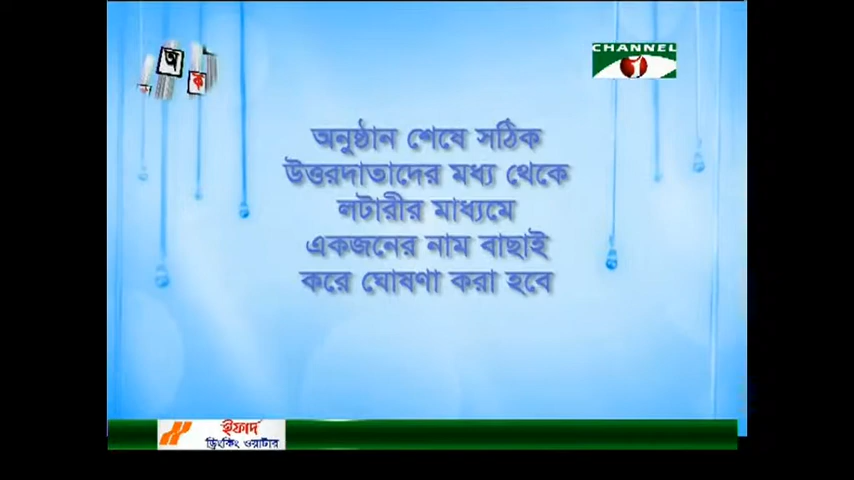 অ
ক
CHANNEL
অনুষ্ঠান শেষে সঠিক
উত্তরদাতাদের মধ্য থেকে
লটারীর মাধ্যমে
একজনের নাম বাছাই
করে ঘোষণা করা হবে
ইফাদ
ড্রিংকিং ওয়াটার